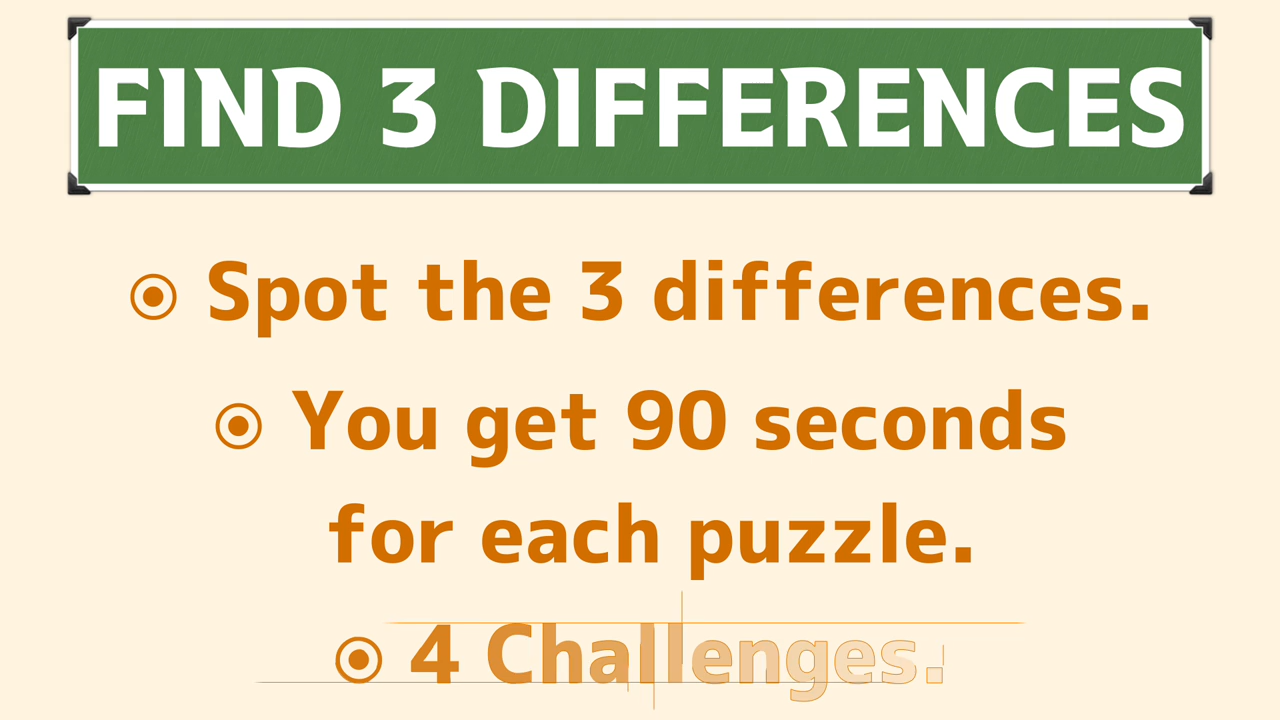 FIND 3 DIFFERENCES
⦿ Spot the 3 differences.
⦿ You get 90 seconds
for each puzzle.
⦿ 4 Challenges.